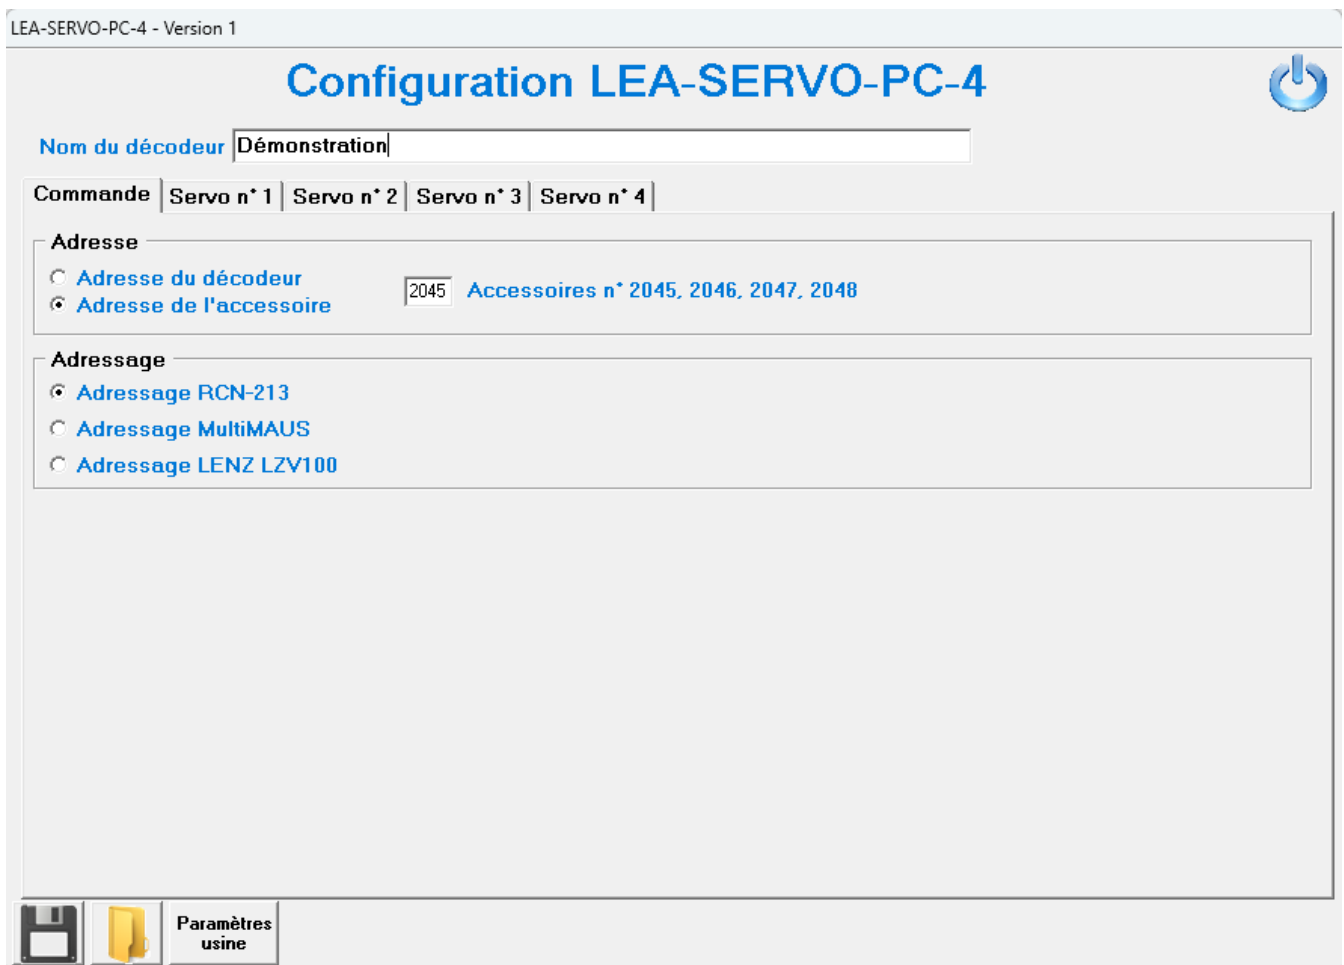 LEA-SERVO-PC-4 - Version 1
Configuration LEA-SERVO-PC-4
Nom du décodeur Démonstration
Commande Servo n° 1 Servo n° 2 Servo n° 3 Servo n° 4
Adresse
Adresse du décodeur
Adresse de l'accessoire
2045 Accessoires n° 2045, 2046, 2047, 2048
Adressage
Adressage RCN-213
Adressage MultiMAUS
Adressage LENZ LZV100
Paramètres
usine